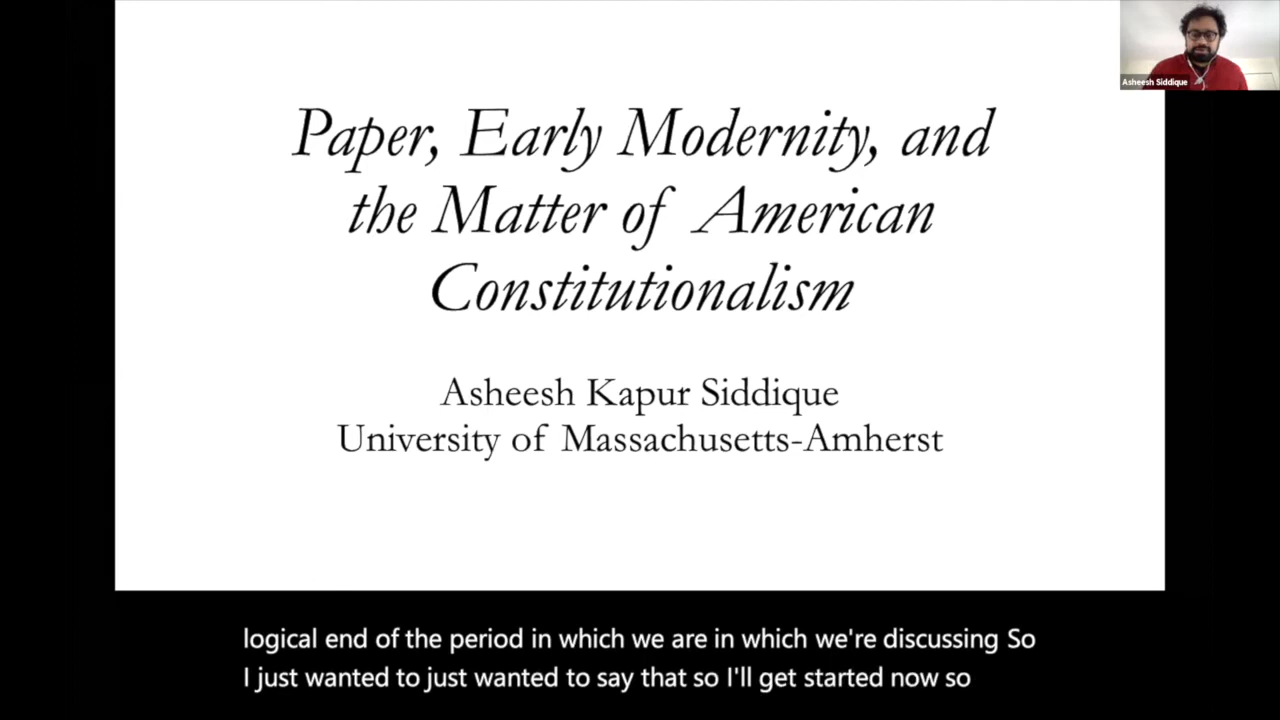 Asheesh Siddique
Paper, Early Modernity, and
the Matter of American
Constitutionalism
Asheesh Kapur Siddique
University of Massachusetts-Amherst
logical end of the period in which we are in which we're discussing So
I just wanted to just wanted to say that so I'll get started now so